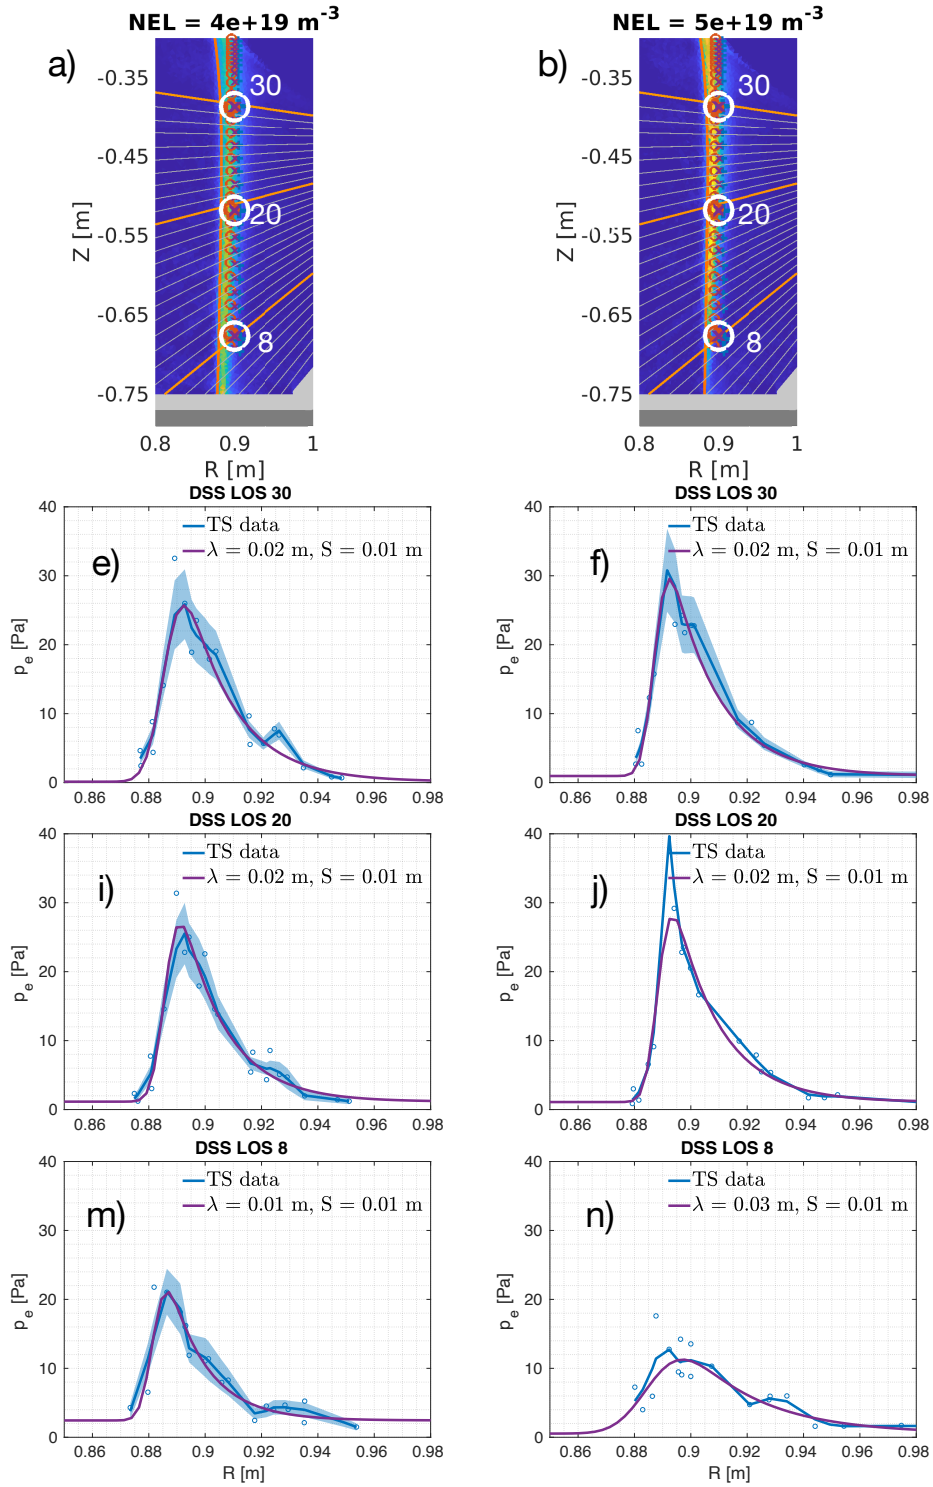 NEL = 4e+19 m-3
a)
30
20
8
-0.35
-0.45
-0.55
-0.65
-0.75
Z [m]
0.8 0.9 1
R [m]
NEL = 5e+19 m-3
b)
30
20
8
-0.35
-0.45
-0.55
-0.65
-0.75
Z [m]
0.8 0.9 1
R [m]
DSS LOS 30
e)
TS data
λ = 0.02 m, S = 0.01 m
40
30
20
10
0
pe [Pa]
0.86 0.88 0.9 0.92 0.94 0.96 0.98
DSS LOS 30
f)
TS data
λ = 0.02 m, S = 0.01 m
40
30
20
10
0
pe [Pa]
0.86 0.88 0.9 0.92 0.94 0.96 0.98
DSS LOS 20
i)
TS data
λ = 0.02 m, S = 0.01 m
40
30
20
10
0
pe [Pa]
0.86 0.88 0.9 0.92 0.94 0.96 0.98
DSS LOS 20
j)
TS data
λ = 0.02 m, S = 0.01 m
40
30
20
10
0
pe [Pa]
0.86 0.88 0.9 0.92 0.94 0.96 0.98
DSS LOS 8
m)
TS data
λ = 0.01 m, S = 0.01 m
40
30
20
10
0
pe [Pa]
0.86 0.88 0.9 0.92 0.94 0.96 0.98
R [m]
DSS LOS 8
n)
TS data
λ = 0.03 m, S = 0.01 m
40
30
20
10
0
pe [Pa]
0.86 0.88 0.9 0.92 0.94 0.96 0.98
R [m]